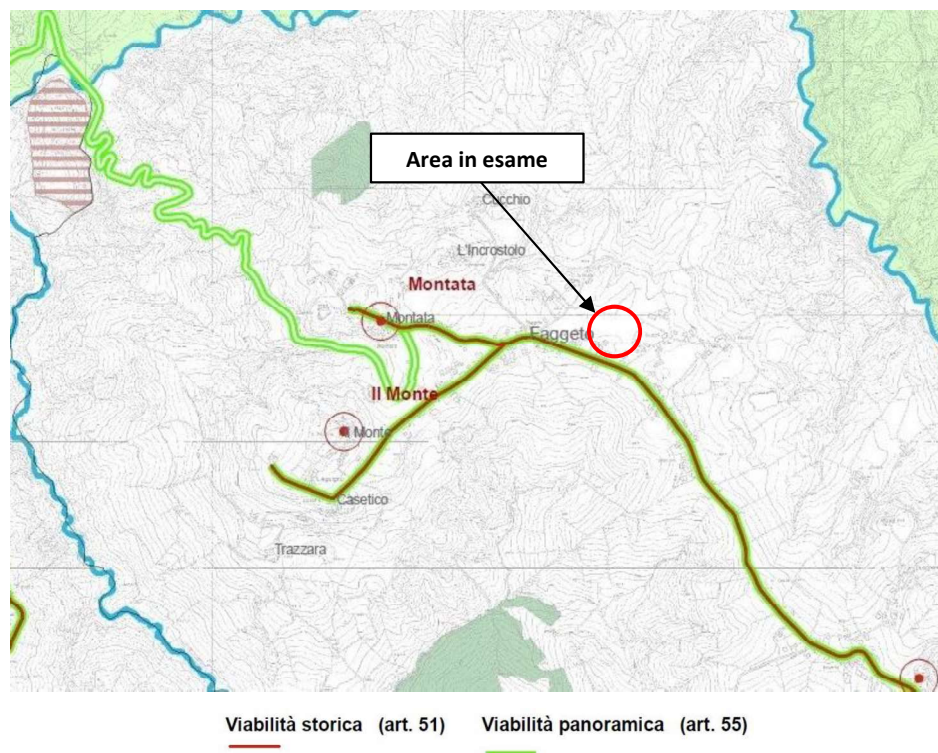 Area in esame
Cucchio
L'Incrostolo
Montata
Montata
Faggeto
Il Monte
Il Monte
Casetico
Trazzara
Viabilità storica (art. 51) Viabilità panoramica (art. 55)